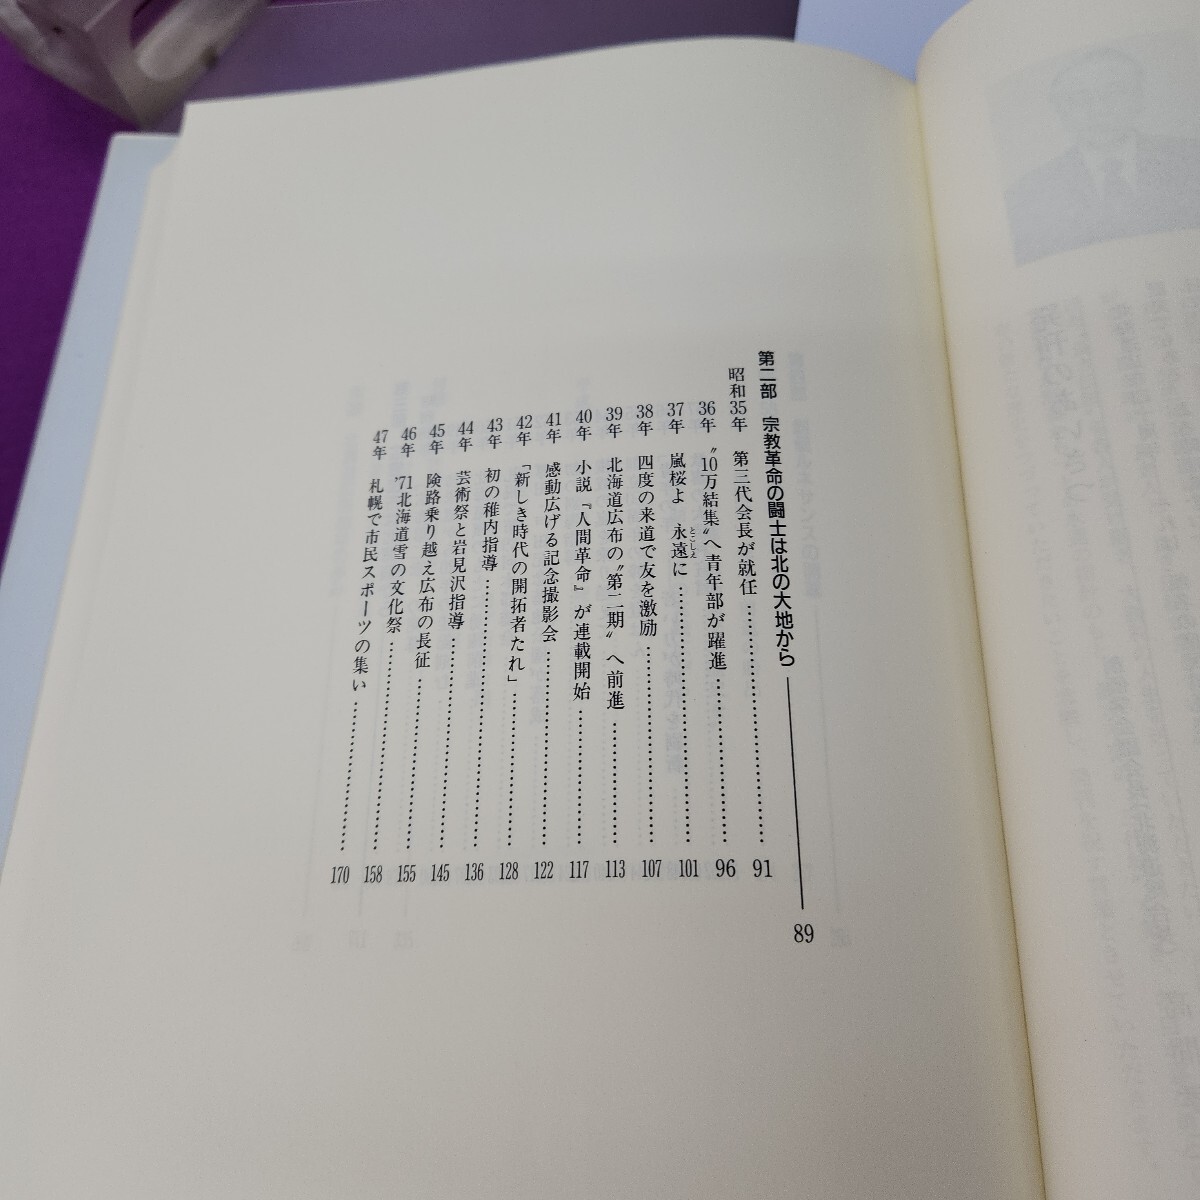 第二部　宗教革命の闘士は北の大地から 89
昭和35年　第三代会長が就任 …… 91
36年　〝10万結集〟へ青年部が躍進 …… 96
37年　嵐桜よ　永遠に …… 101
とこしえ
38年　四度の来道で友を激励 …… 107
39年　北海道広布の〝第二期〟へ前進 …… 113
40年　小説『人間革命』が連載開始 …… 117
41年　感動広げる記念撮影会 …… 122
42年　「新しき時代の開拓者たれ」 …… 128
43年　初の稚内指導 …… 136
44年　芸術祭と岩見沢指導 …… 145
45年　険路乗り越え広布の長征 …… 155
46年　'71北海道雪の文化祭 …… 158
47年　札幌で市民スポーツの集い …… 170